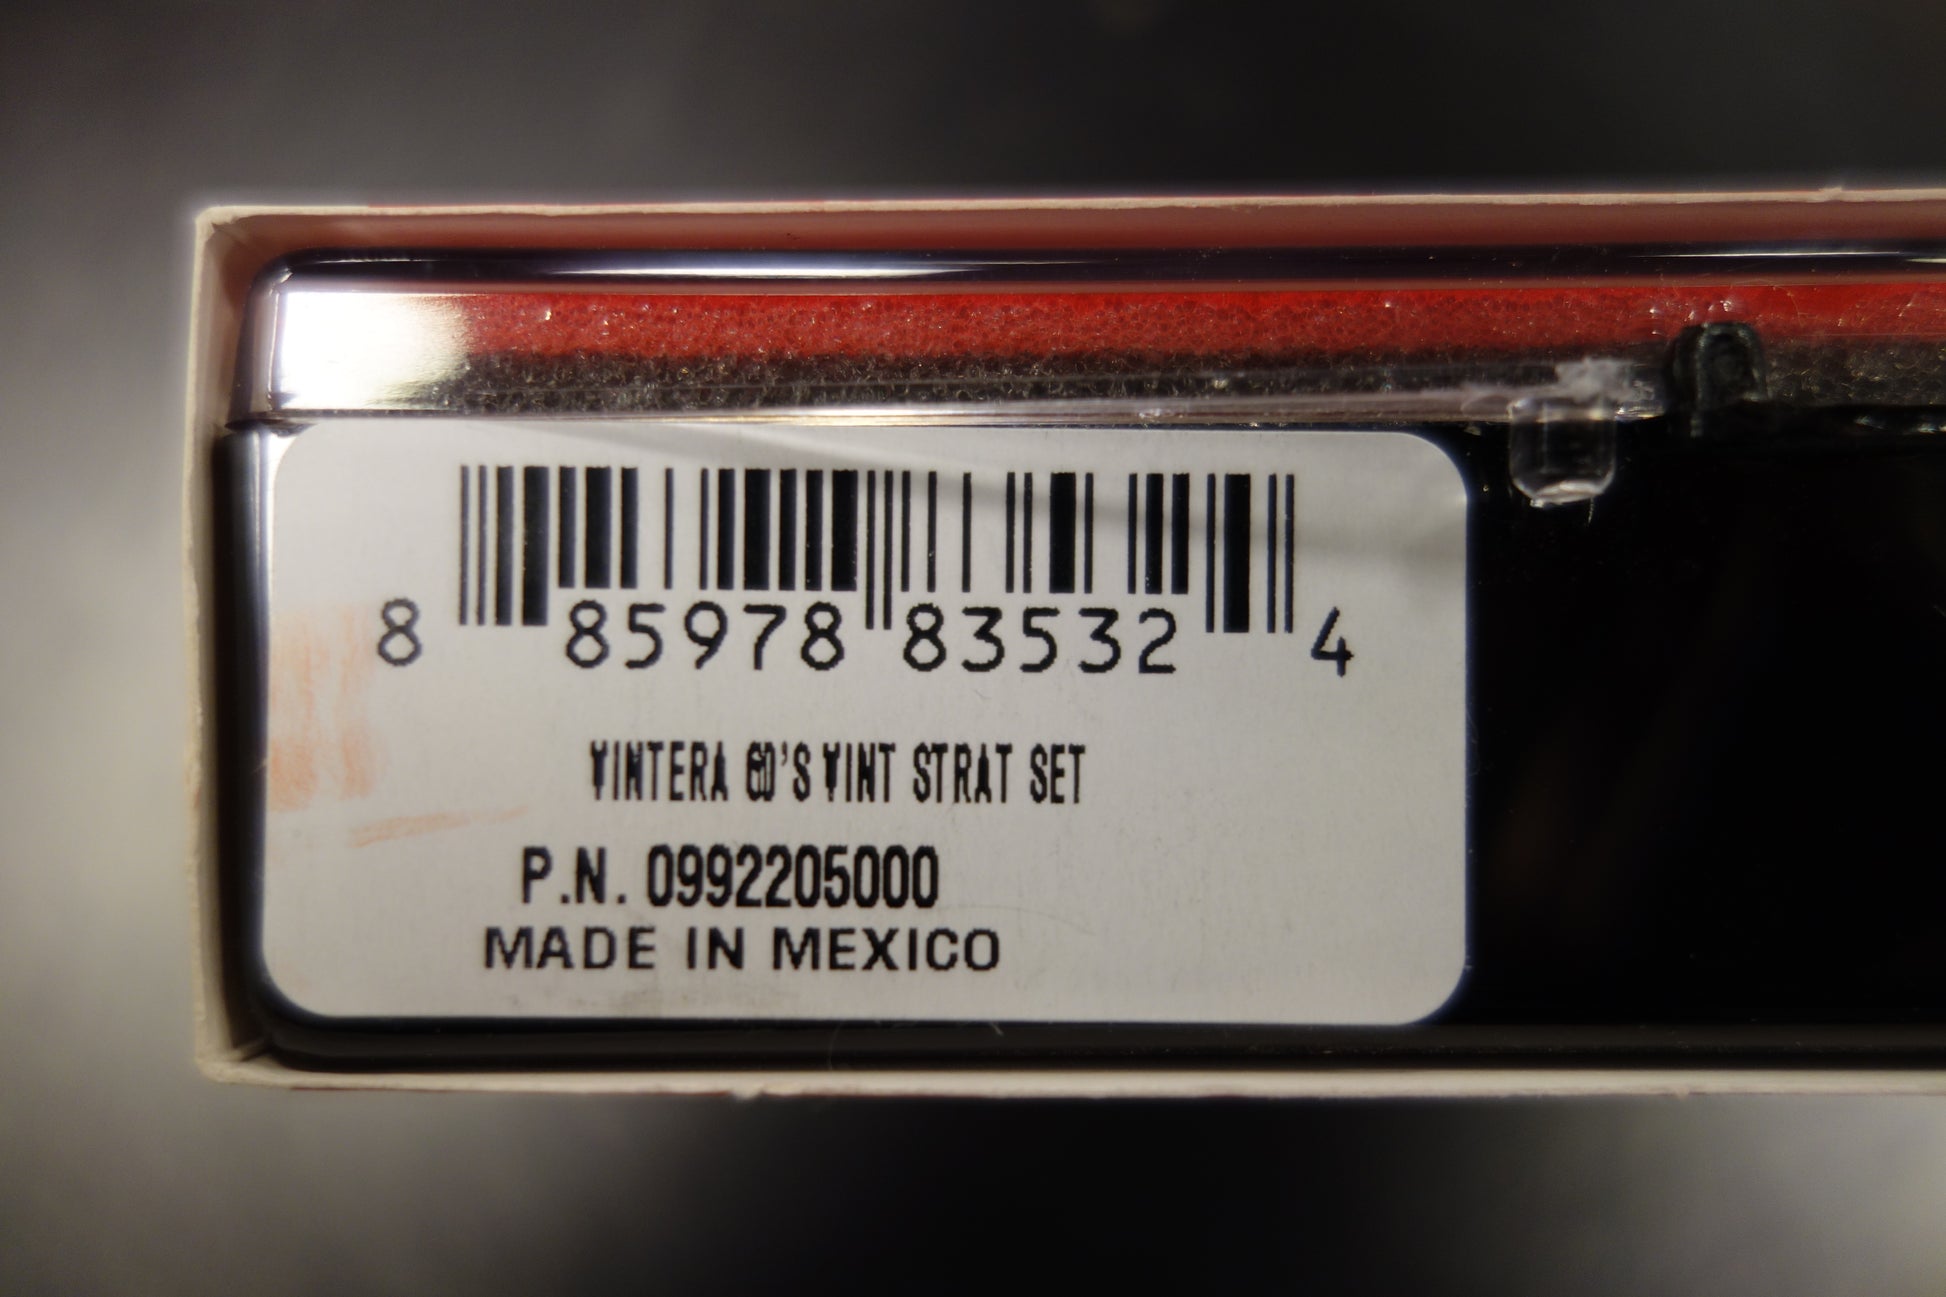 8 85978 83532 4
VINTERA 60'S VINT STRAT SET
P.N. 0992205000
MADE IN MEXICO